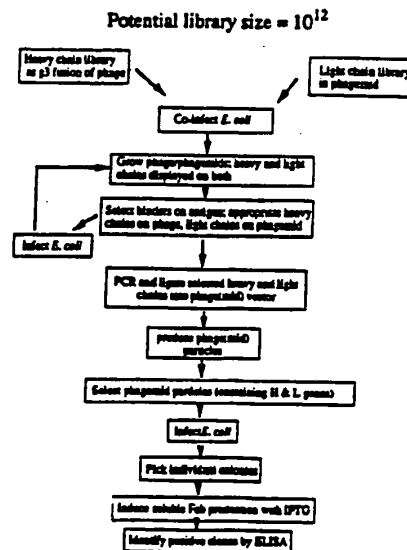 Potential library size = 10¹²
Heavy chain library
as g3 fusion of phage
Light chain library
in phagemid
Co-infect E. coli
Grow phage/phagemids; heavy and light
chains displayed on both
Select binders on antigen; appropriate heavy
chains on phage, light chains on phagemid
Infect E. coli
PCR and ligate selected heavy and light
chains into phagemid vector
produce phagemid
particles
Select phagemid particles (containing H & L genes)
Infect E. coli
Pick individual colonies
Induce soluble Fab production with IPTG
Identify positive clones by ELISA